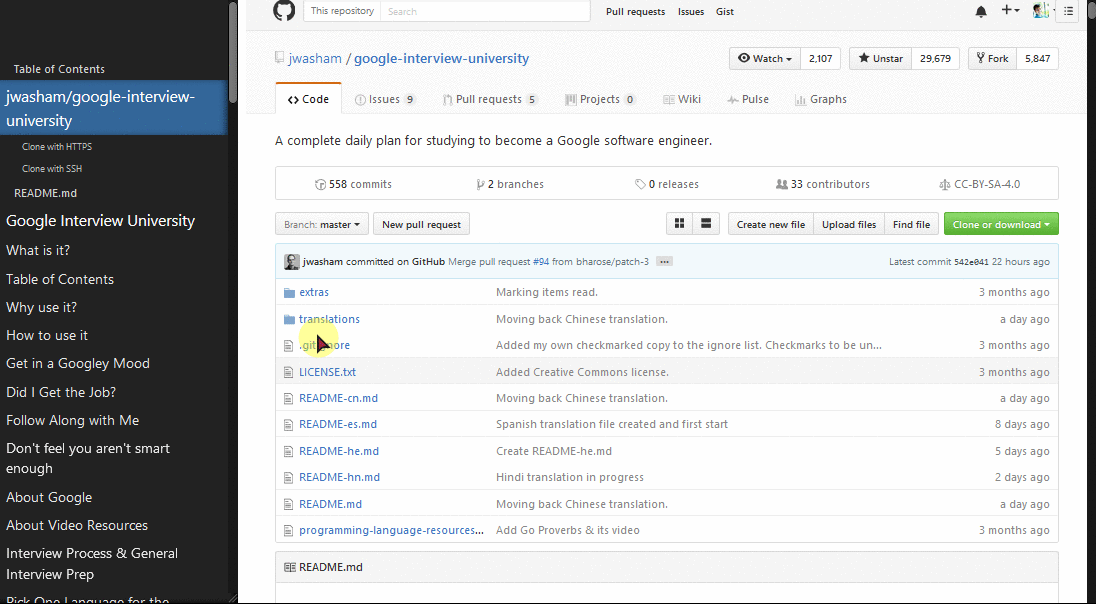 Table of Contents
jwasham/google-interview-
university
Clone with HTTPS
Clone with SSH
README.md
Google Interview University
What is it?
Table of Contents
Why use it?
How to use it
Get in a Googley Mood
Did I Get the Job?
Follow Along with Me
Don't feel you aren't smart
enough
About Google
About Video Resources
Interview Process & General
Interview Prep
Pick One Language for the
This repository Search Pull requests Issues Gist
jwasham / google-interview-university
Watch 2,107 Unstar 29,679 Fork 5,847
Code Issues 9 Pull requests 5 Projects 0 Wiki Pulse Graphs
A complete daily plan for studying to become a Google software engineer.
558 commits 2 branches 0 releases 33 contributors CC-BY-SA-4.0
Branch: master New pull request Create new file Upload files Find file Clone or download
jwasham committed on GitHub Merge pull request #94 from bharose/patch-3 ... Latest commit 542e041 22 hours ago
extras Marking items read. 3 months ago
translations Moving back Chinese translation. a day ago
.gitignore Added my own checkmarked copy to the ignore list. Checkmarks to be un... 3 months ago
LICENSE.txt Added Creative Commons license. 3 months ago
README-cn.md Moving back Chinese translation. a day ago
README-es.md Spanish translation file created and first start 8 days ago
README-he.md Create README-he.md 5 days ago
README-hn.md Hindi translation in progress 2 days ago
README.md Moving back Chinese translation. a day ago
programming-language-resources... Add Go Proverbs & its video 3 months ago
README.md